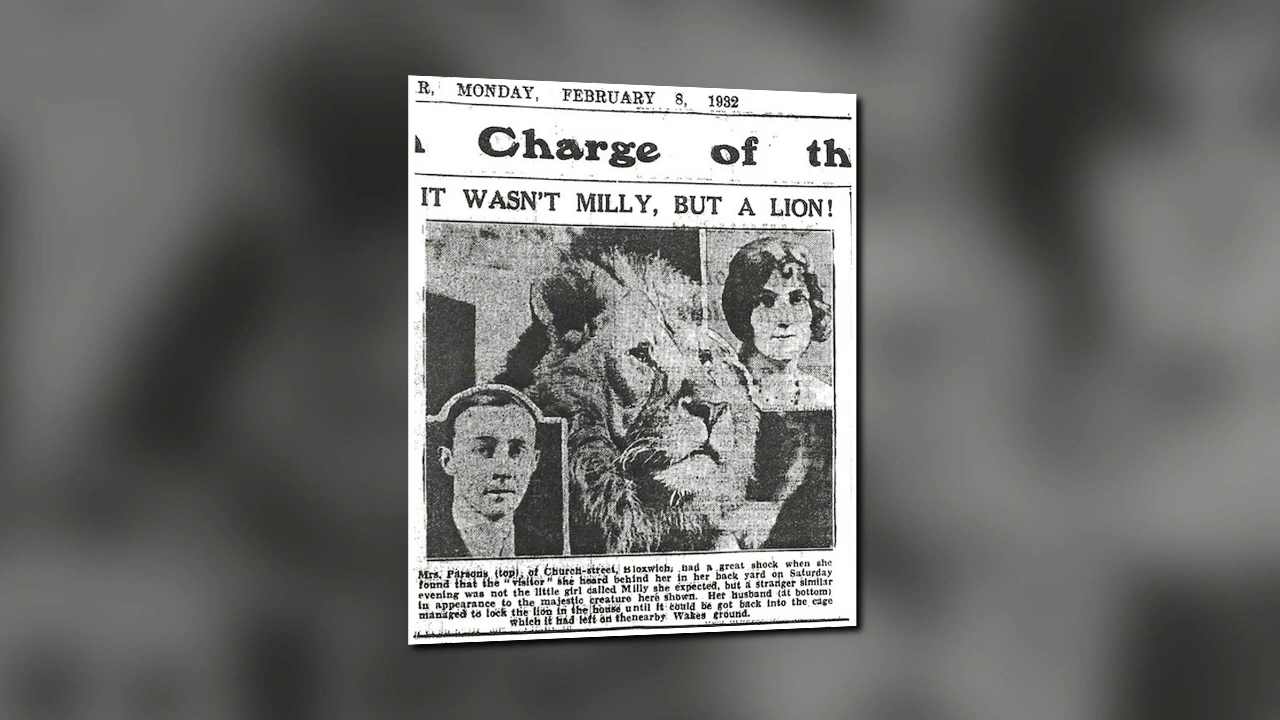 R, MONDAY, FEBRUARY 8, 1932
Charge of th
IT WASN'T MILLY, BUT A LION!
Mrs. Parsons (top), of Church-street, Bloxwich, had a great shock when she
found that the "visitor" she heard behind her in her back yard on Saturday
evening was not the little girl called Milly she expected, but a stranger similar
in appearance to the majestic creature here shown. Her husband (at bottom)
managed to lock the lion in the house until it could be got back into the cage
which it had left on thenearby Wakes ground.